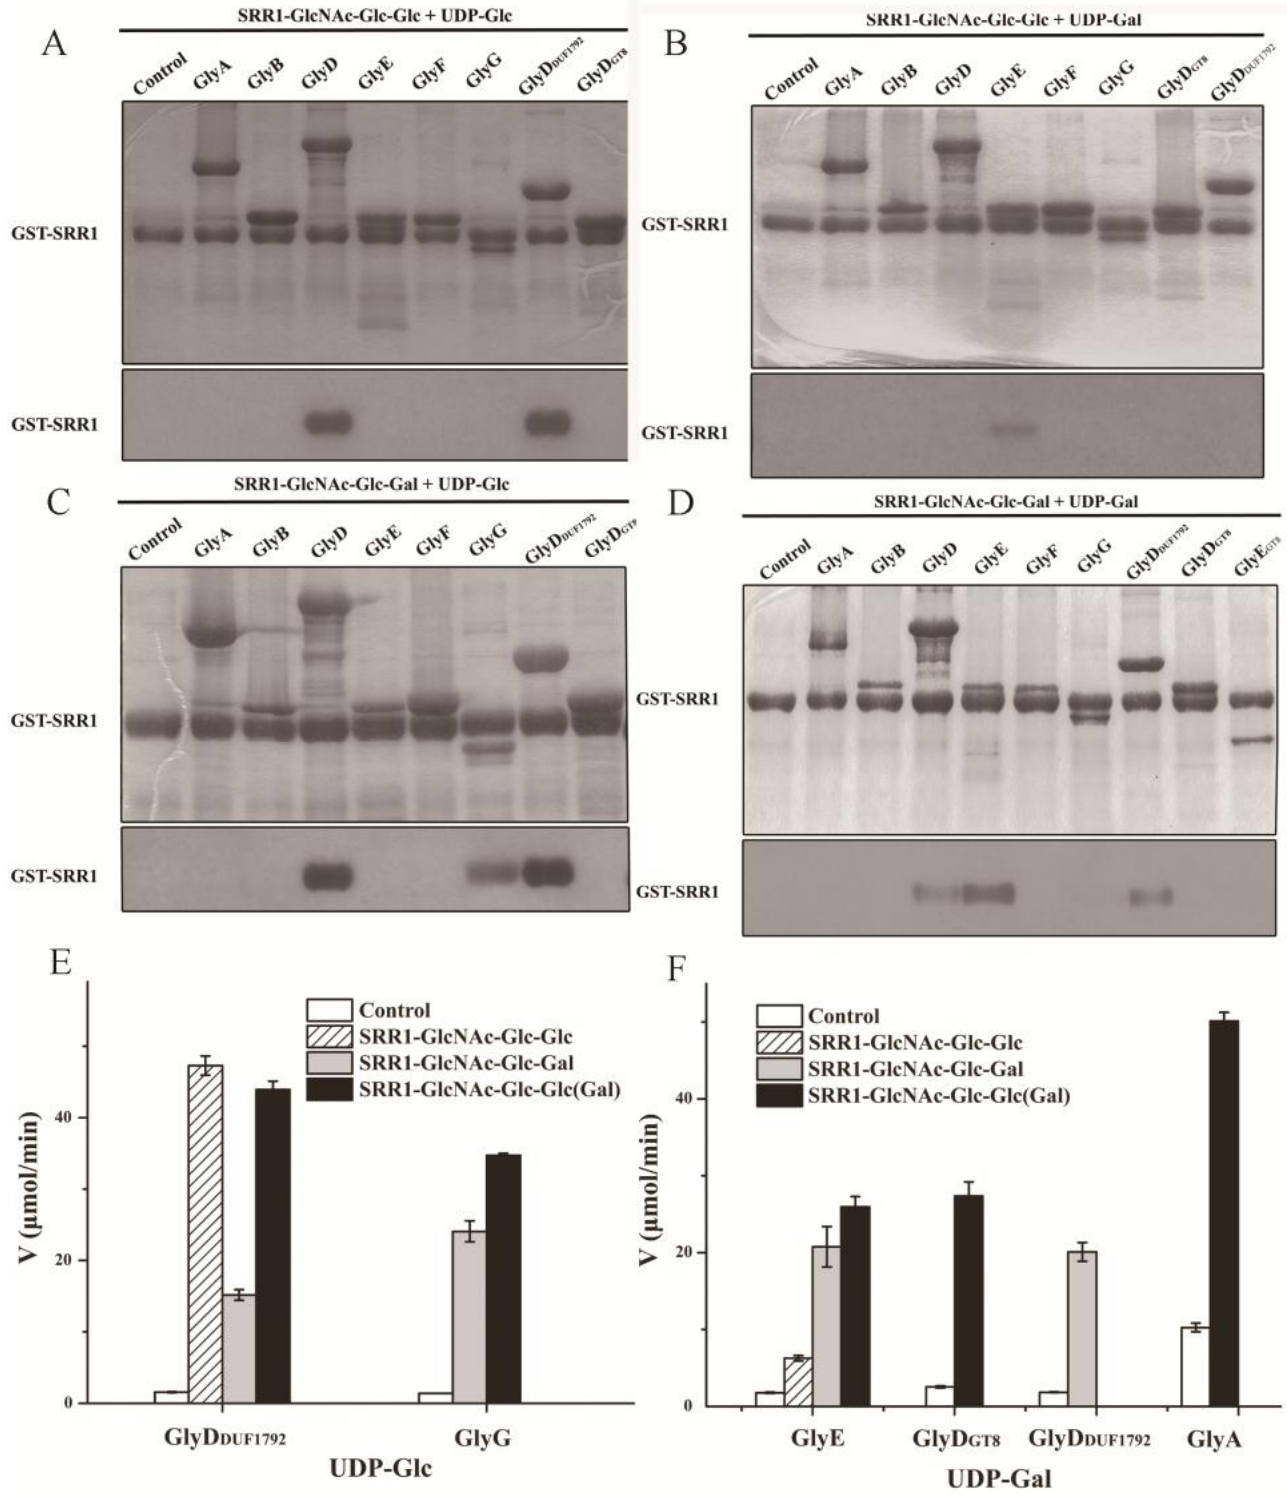 A
SRR1-GlcNAc-Glc-Glc + UDP-Glc
Control GlyA GlyB GlyD GlyE GlyF GlyG GlyDDUF1792 GlyDGT8
GST-SRR1
GST-SRR1
B
SRR1-GlcNAc-Glc-Glc + UDP-Gal
Control GlyA GlyB GlyD GlyE GlyF GlyG GlyDGT8 GlyDDUF1792
GST-SRR1
GST-SRR1
C
SRR1-GlcNAc-Glc-Gal + UDP-Glc
Control GlyA GlyB GlyD GlyE GlyF GlyG GlyDDUF1792 GlyDGT8
GST-SRR1
GST-SRR1
D
SRR1-GlcNAc-Glc-Gal + UDP-Gal
Control GlyA GlyB GlyD GlyE GlyF GlyG GlyDDUF1792 GlyDGT8 GlyEGT8
GST-SRR1
GST-SRR1
E
Control
SRR1-GlcNAc-Glc-Glc
SRR1-GlcNAc-Glc-Gal
SRR1-GlcNAc-Glc-Glc(Gal)
V (μmol/min)
40
20
0
GlyDDUF1792 GlyG
UDP-Glc
F
Control
SRR1-GlcNAc-Glc-Glc
SRR1-GlcNAc-Glc-Gal
SRR1-GlcNAc-Glc-Glc(Gal)
V (μmol/min)
40
20
0
GlyE GlyDGT8 GlyDDUF1792 GlyA
UDP-Gal